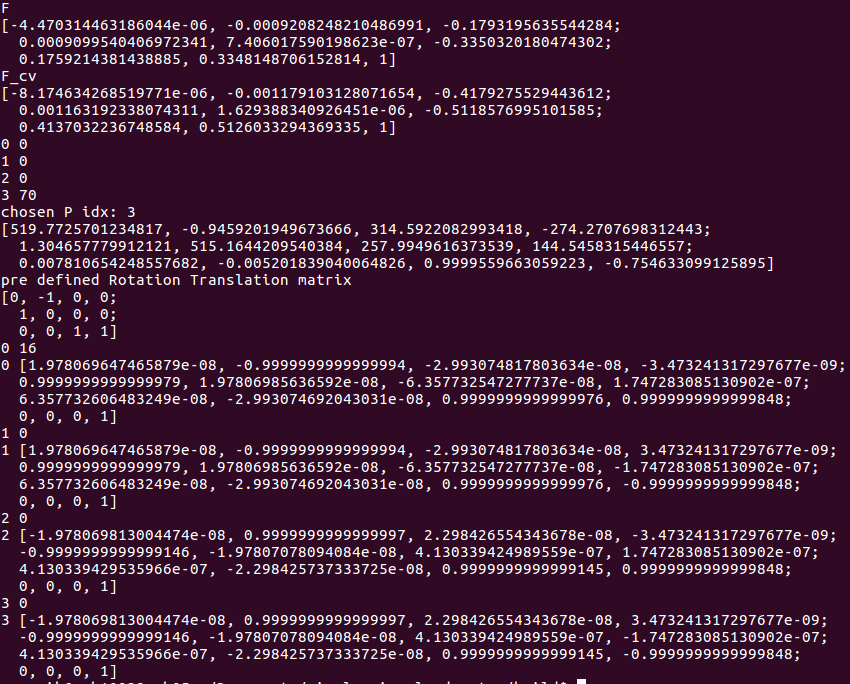 F
[-4.470314463186044e-06, -0.0009208248210486991, -0.1793195635544284;
  0.0009099540406972341, 7.406017590198623e-07, -0.3350320180474302;
  0.1759214381438885, 0.3348148706152814, 1]
F_cv
[-8.174634268519771e-06, -0.001179103128071654, -0.4179275529443612;
  0.001163192338074311, 1.629388340926451e-06, -0.5118576995101585;
  0.4137032236748584, 0.5126033294369335, 1]
0 0
1 0
2 0
3 70
chosen P idx: 3
[519.7725701234817, -0.9459201949673666, 314.5922082993418, -274.2707698312443;
  1.304657779912121, 515.1644209540384, 257.9949616373539, 144.5458315446557;
  0.007810654248557682, -0.005201839040064826, 0.9999559663059223, -0.754633099125895]
pre defined Rotation Translation matrix
[0, -1, 0, 0;
  1, 0, 0, 0;
  0, 0, 1, 1]
0 16
0 [1.978069647465879e-08, -0.9999999999999994, -2.993074817803634e-08, -3.473241317297677e-09;
  0.9999999999999979, 1.97806985636592e-08, -6.357732547277737e-08, 1.747283085130902e-07;
  6.357732606483249e-08, -2.993074692043031e-08, 0.9999999999999976, 0.9999999999999848;
  0, 0, 0, 1]
1 0
1 [1.978069647465879e-08, -0.9999999999999994, -2.993074817803634e-08, 3.473241317297677e-09;
  0.9999999999999979, 1.97806985636592e-08, -6.357732547277737e-08, -1.747283085130902e-07;
  6.357732606483249e-08, -2.993074692043031e-08, 0.9999999999999976, -0.9999999999999848;
  0, 0, 0, 1]
2 0
2 [-1.978069813004474e-08, 0.9999999999999997, 2.298426554343678e-08, -3.473241317297677e-09;
  -0.9999999999999146, -1.97807078094084e-08, 4.130339424989559e-07, 1.747283085130902e-07;
  4.130339429535966e-07, -2.298425737333725e-08, 0.9999999999999145, 0.9999999999999848;
  0, 0, 0, 1]
3 0
3 [-1.978069813004474e-08, 0.9999999999999997, 2.298426554343678e-08, 3.473241317297677e-09;
  -0.9999999999999146, -1.97807078094084e-08, 4.130339424989559e-07, -1.747283085130902e-07;
  4.130339429535966e-07, -2.298425737333725e-08, 0.9999999999999145, -0.9999999999999848;
  0, 0, 0, 1]